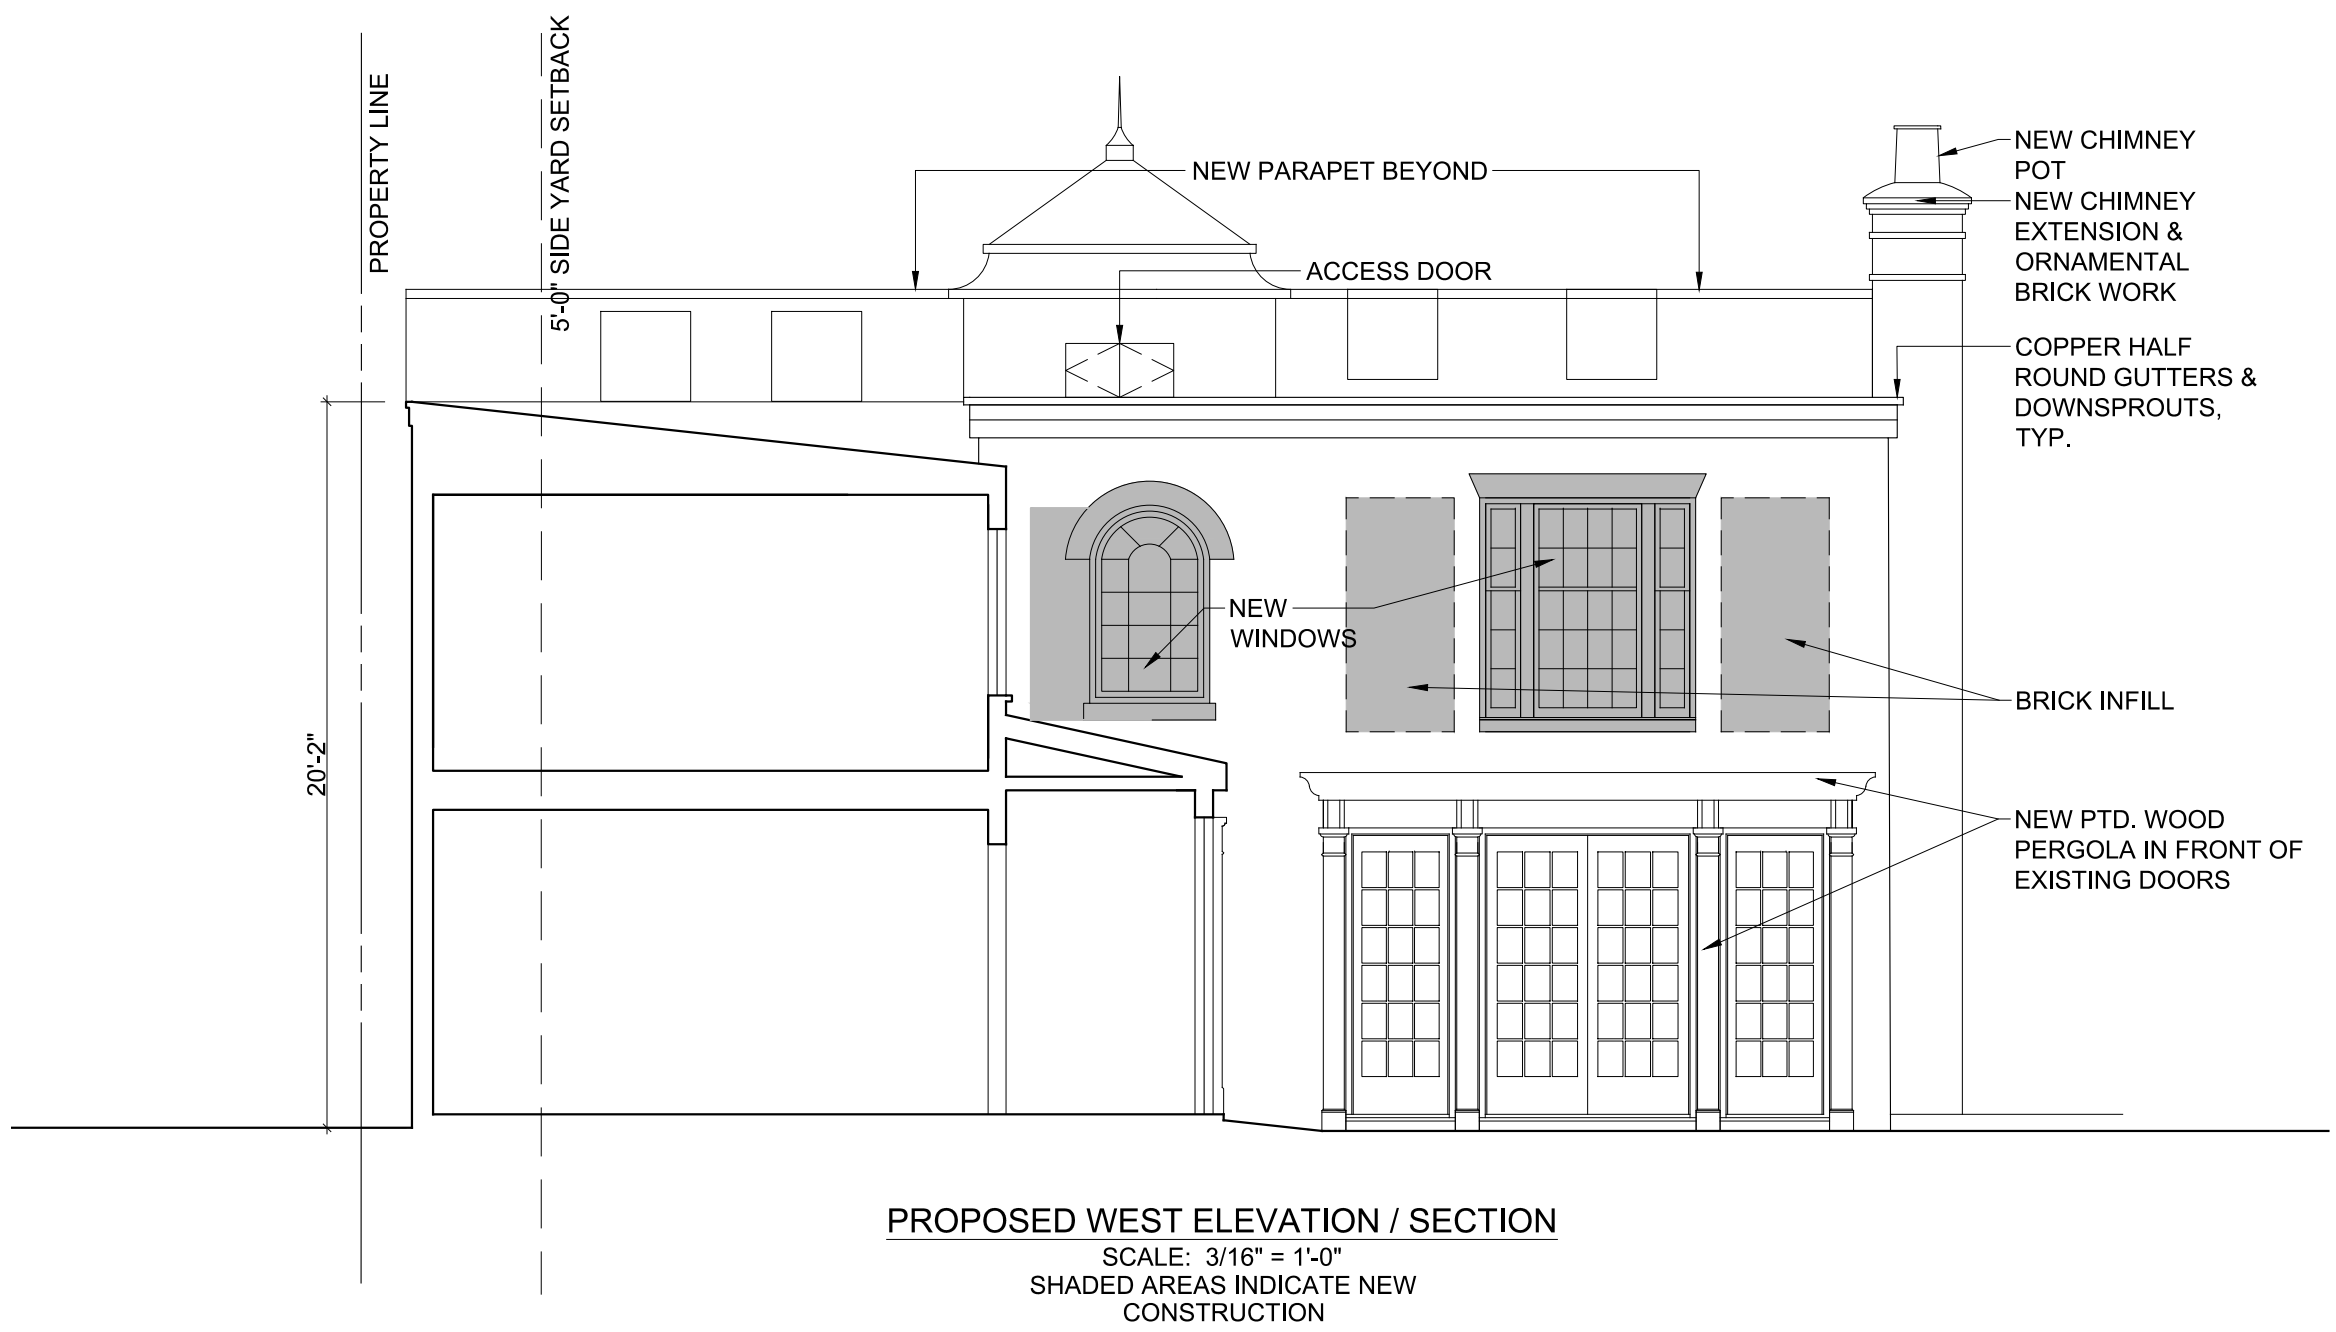 PROPERTY LINE
5'-0" SIDE YARD SETBACK
NEW PARAPET BEYOND
ACCESS DOOR
NEW CHIMNEY
POT
NEW CHIMNEY
EXTENSION &
ORNAMENTAL
BRICK WORK
COPPER HALF
ROUND GUTTERS &
DOWNSPROUTS,
TYP.
NEW
WINDOWS
BRICK INFILL
20'-2"
NEW PTD. WOOD
PERGOLA IN FRONT OF
EXISTING DOORS
PROPOSED WEST ELEVATION / SECTION
SCALE: 3/16" = 1'-0"
SHADED AREAS INDICATE NEW
CONSTRUCTION